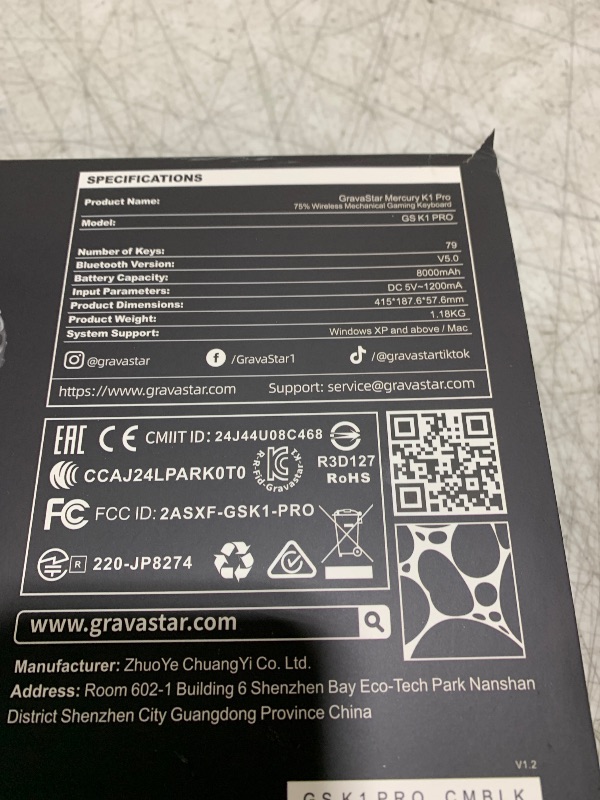 SPECIFICATIONS
Product Name: GravaStar Mercury K1 Pro
75% Wireless Mechanical Gaming Keyboard
Model: GS K1 PRO
Number of Keys: 79
Bluetooth Version: V5.0
Battery Capacity: 8000mAh
Input Parameters: DC 5V⎓1200mA
Product Dimensions: 415*187.6*57.6mm
Product Weight: 1.18KG
System Support: Windows XP and above / Mac
@gravastar /GravaStar1 /@gravastartiktok
https://www.gravastar.com Support: service@gravastar.com
EAC CE CMIIT ID: 24J44U08C468
CCAJ24LPARK0T0 R-R-Fid-Gravastar-K1 R3D127
RoHS
FC FCC ID: 2ASXF-GSK1-PRO
R 220-JP8274
www.gravastar.com
Manufacturer: ZhuoYe ChuangYi Co. Ltd.
Address: Room 602-1 Building 6 Shenzhen Bay Eco-Tech Park Nanshan
District Shenzhen City Guangdong Province China
V1.2
GS K1 PRO CMBLK